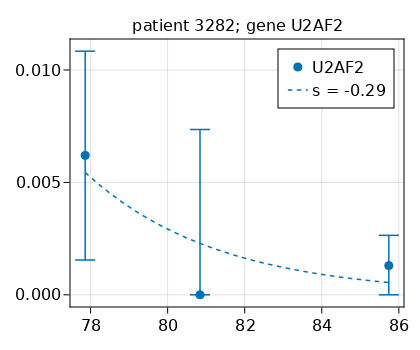 patient 3282; gene U2AF2
U2AF2
s = -0.29
0.010
0.005
0.000
78
80
82
84
86